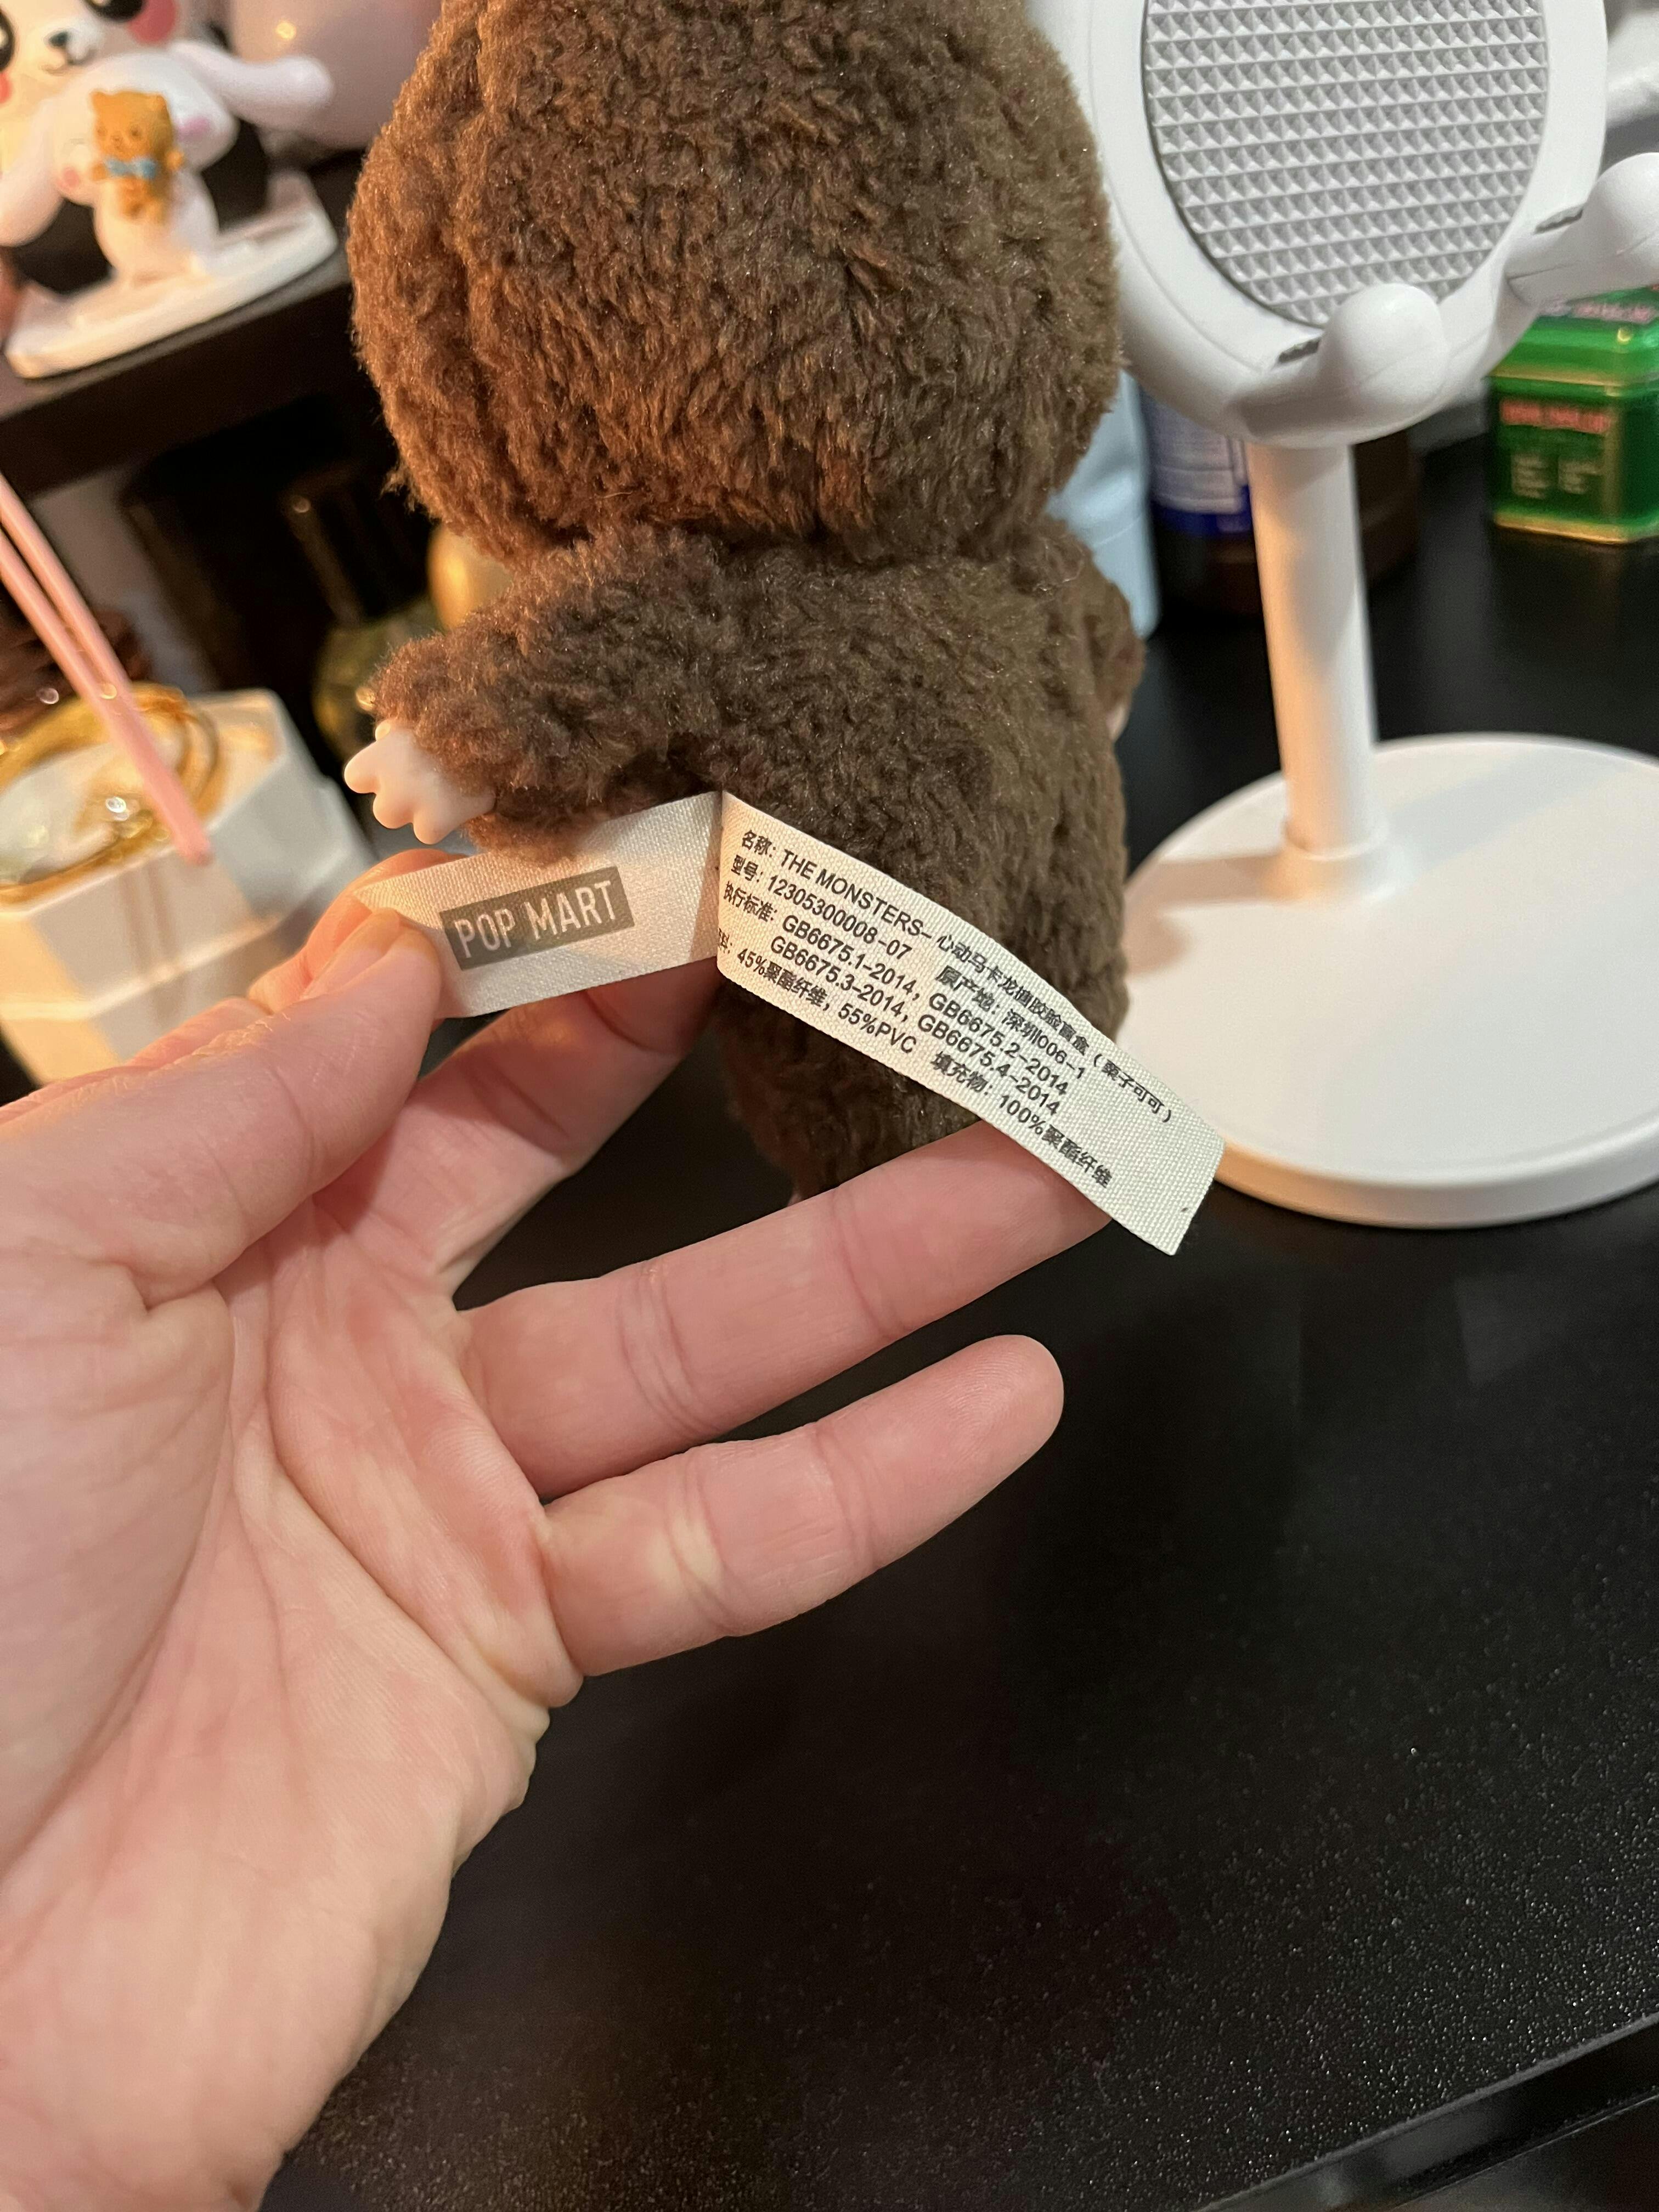 POP MART
名称: THE MONSTERS- 心动马卡龙搪胶脸盲盒 (栗子可可)
型号: 12305300008-07 原产地: 深圳006-1
执行标准: GB6675.1-2014, GB6675.2-2014
GB6675.3-2014, GB6675.4-2014
料: 45%聚酯纤维, 55%PVC 填充物: 100%聚酯纤维